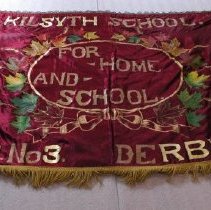 KILSYTH SCHOOL.
FOR-HOME
AND-
SCHOOL.
No3. DERB